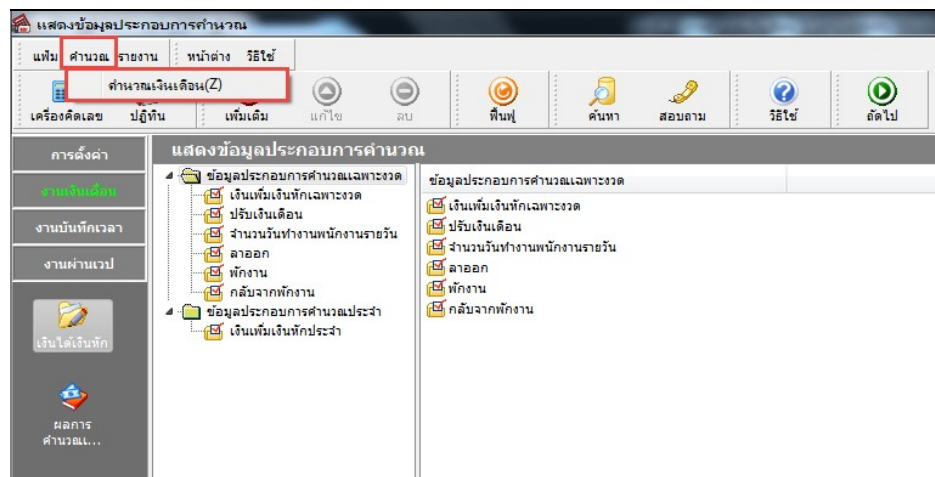 แสดงข้อมูลประกอบการคำนวณ
แฟ้ม คำนวณ รายงาน หน้าต่าง วิธีใช้
คำนวณเงินเดือน(Z)
เครื่องคิดเลข ปฏิทิน เพิ่มเติม แก้ไข ลบ ฟื้นฟู ค้นหา สอบถาม วิธีใช้ ถัดไป
การตั้งค่า
งานเงินเดือน
งานบันทึกเวลา
งานผ่านเวป
เงินได้เงินหัก
ผลการ
คำนวณเ...
แสดงข้อมูลประกอบการคำนวณ
ข้อมูลประกอบการคำนวณเฉพาะงวด
เงินเพิ่มเงินหักเฉพาะงวด
ปรับเงินเดือน
จำนวนวันทำงานพนักงานรายวัน
ลาออก
พักงาน
กลับจากพักงาน
ข้อมูลประกอบการคำนวณประจำ
เงินเพิ่มเงินหักประจำ
ข้อมูลประกอบการคำนวณเฉพาะงวด
เงินเพิ่มเงินหักเฉพาะงวด
ปรับเงินเดือน
จำนวนวันทำงานพนักงานรายวัน
ลาออก
พักงาน
กลับจากพักงาน